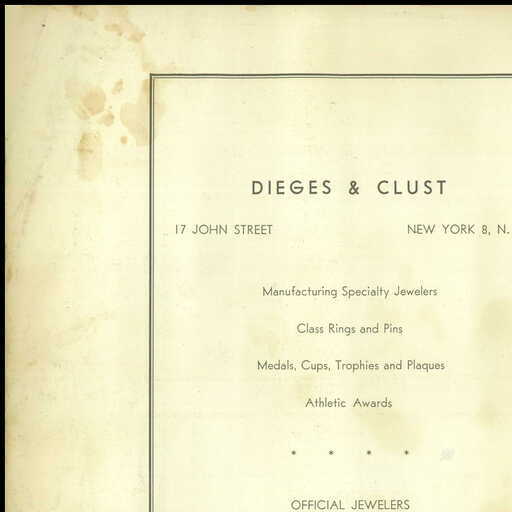 DIEGES & CLUST
17 JOHN STREET NEW YORK 8, N.
Manufacturing Specialty Jewelers
Class Rings and Pins
Medals, Cups, Trophies and Plaques
Athletic Awards
* * * *
OFFICIAL JEWELERS